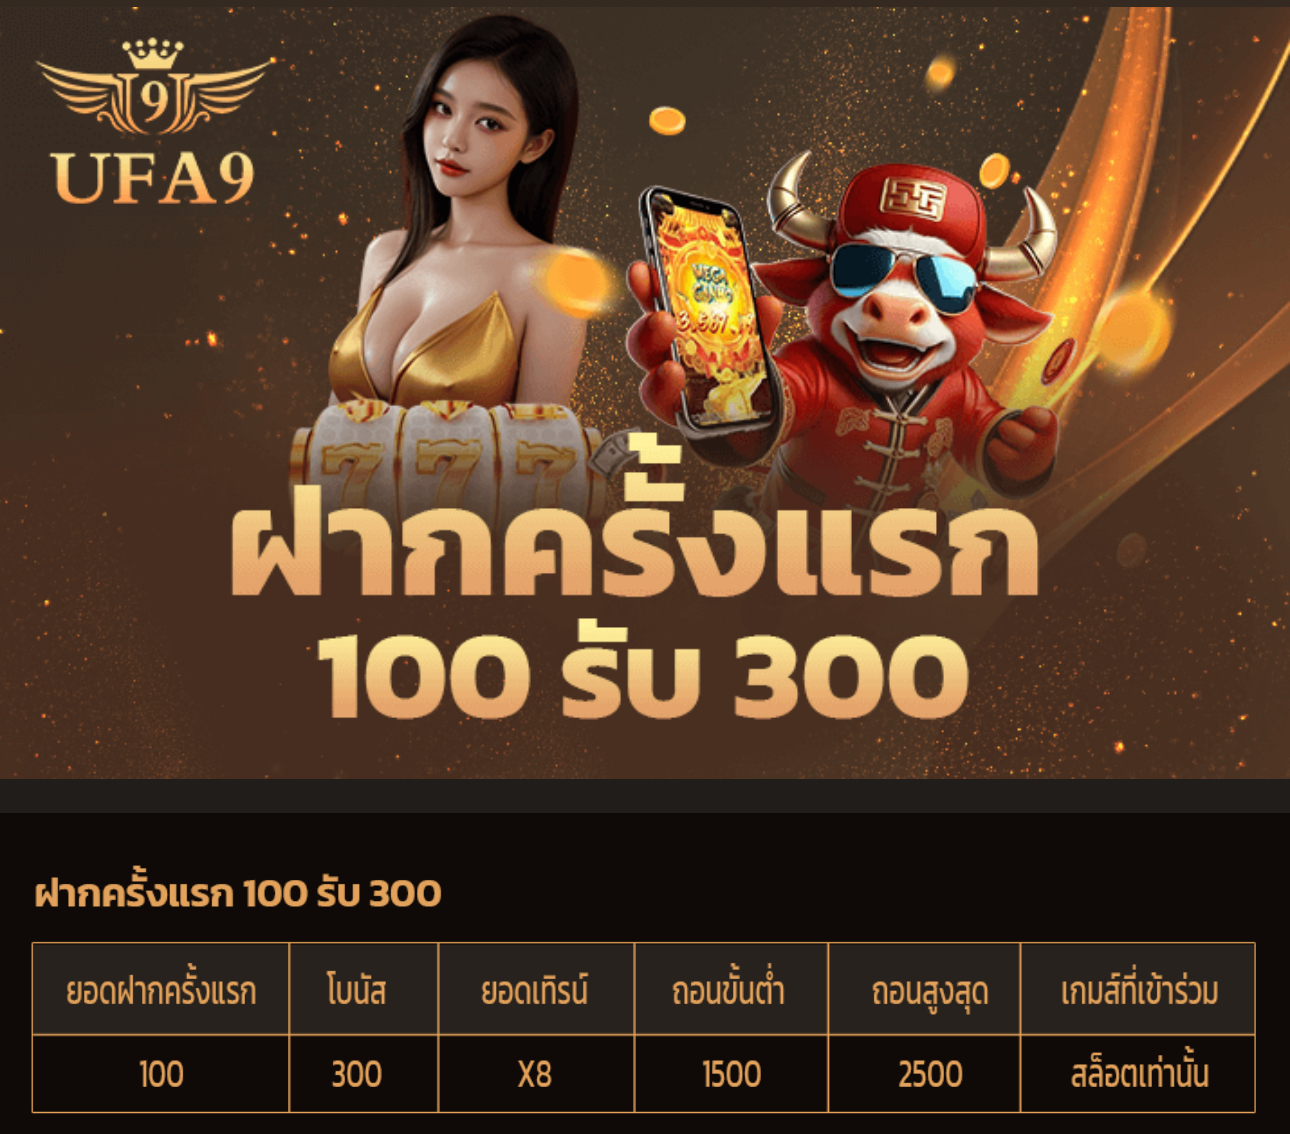 9
UFA9
777
ฝากครั้งแรก
100 รับ 300
ฝากครั้งแรก 100 รับ 300
ยอดฝากครั้งแรก โบนัส ยอดเทิรน์ ถอนขั้นต่ำ ถอนสูงสุด เกมส์ที่เข้าร่วม
100 300 X8 1500 2500 สล็อตเท่านั้น